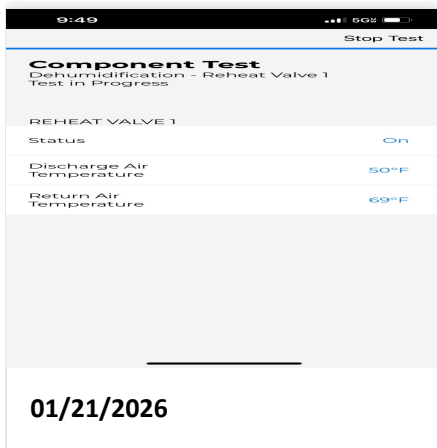 9:49
5G
Stop Test
Component Test
Dehumidification - Reheat Valve 1
Test in Progress
REHEAT VALVE 1
Status On
Discharge Air
Temperature 50°F
Return Air
Temperature 69°F
01/21/2026